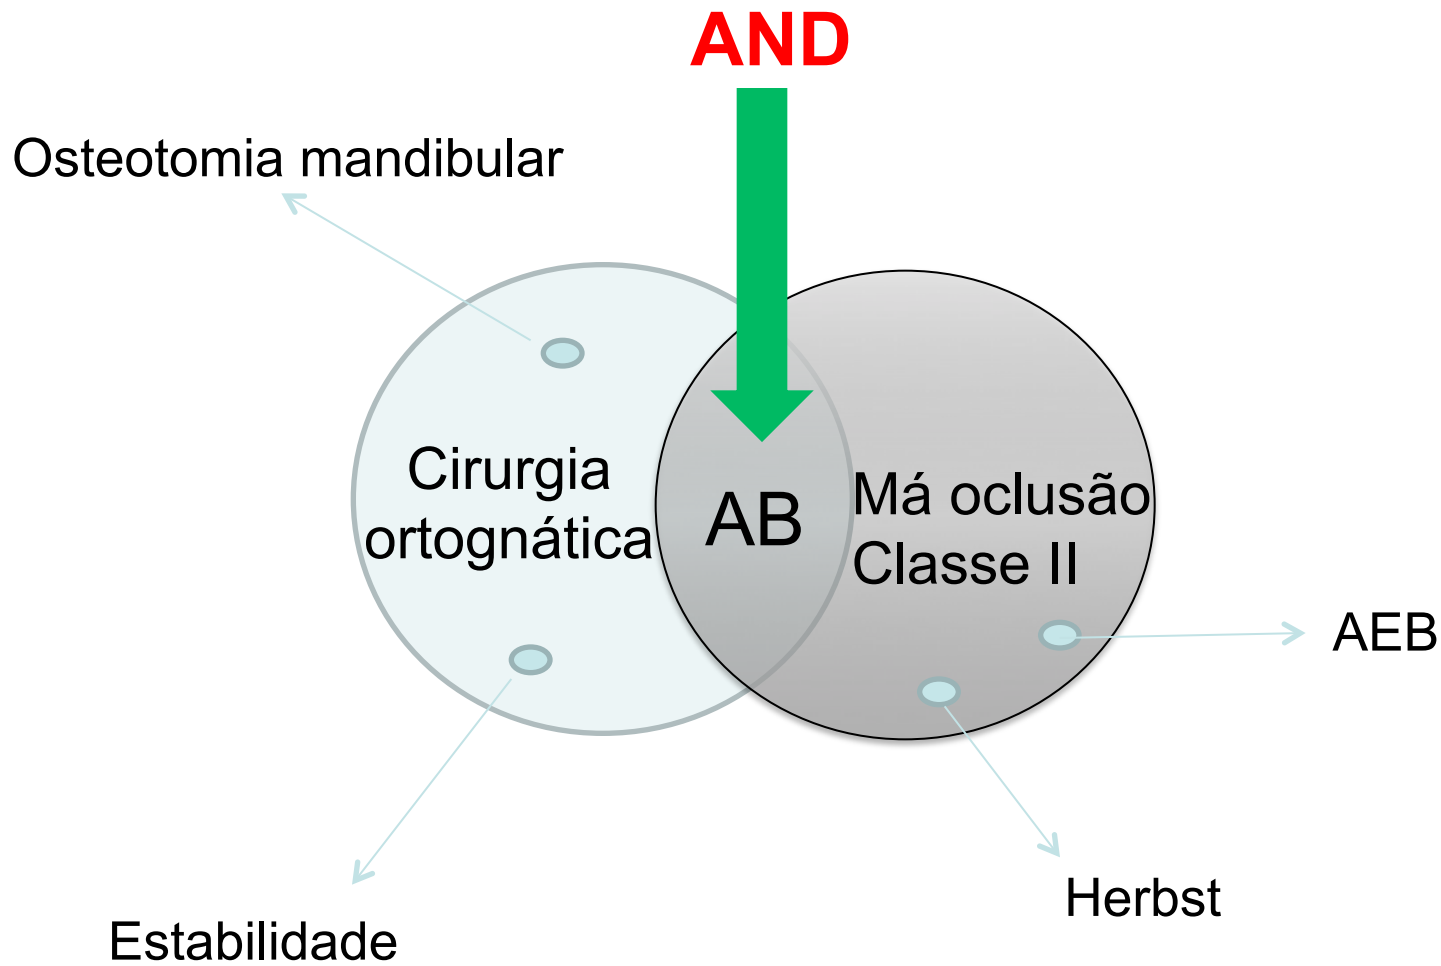 AND
Osteotomia mandibular
Cirurgia
ortognática
AB
Má oclusão
Classe II
AEB
Herbst
Estabilidade